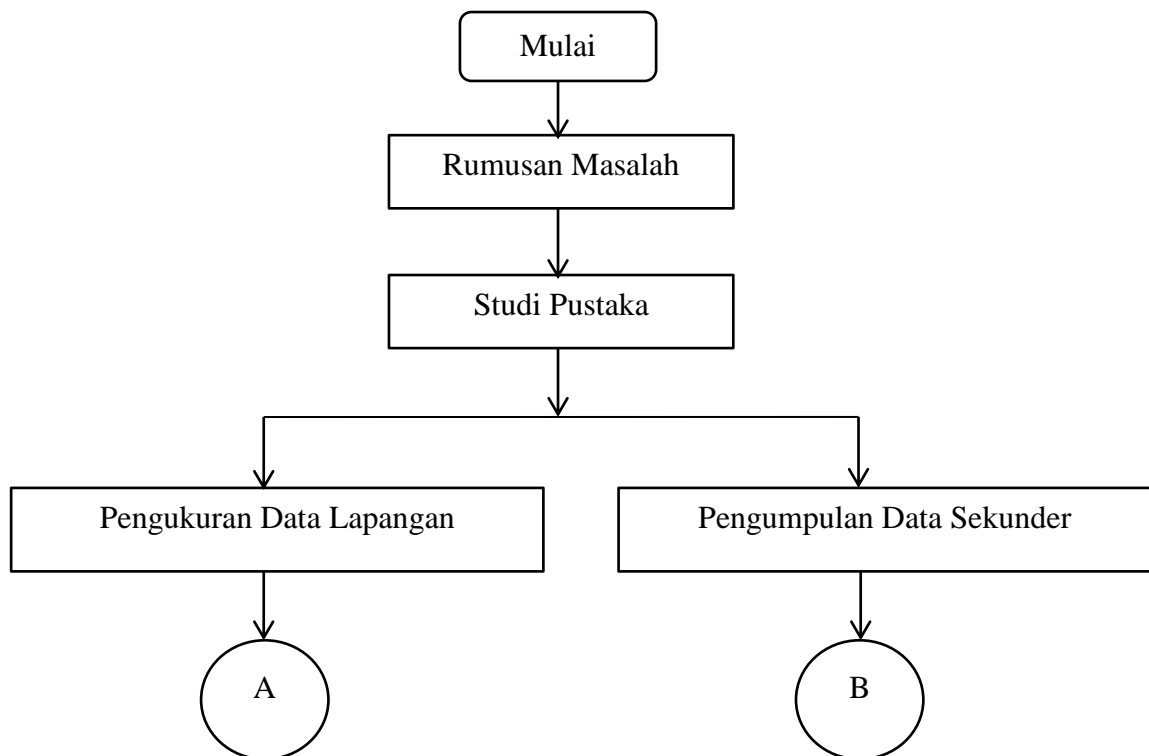 Mulai
Rumusan Masalah
Studi Pustaka
Pengukuran Data Lapangan
Pengumpulan Data Sekunder
A
B